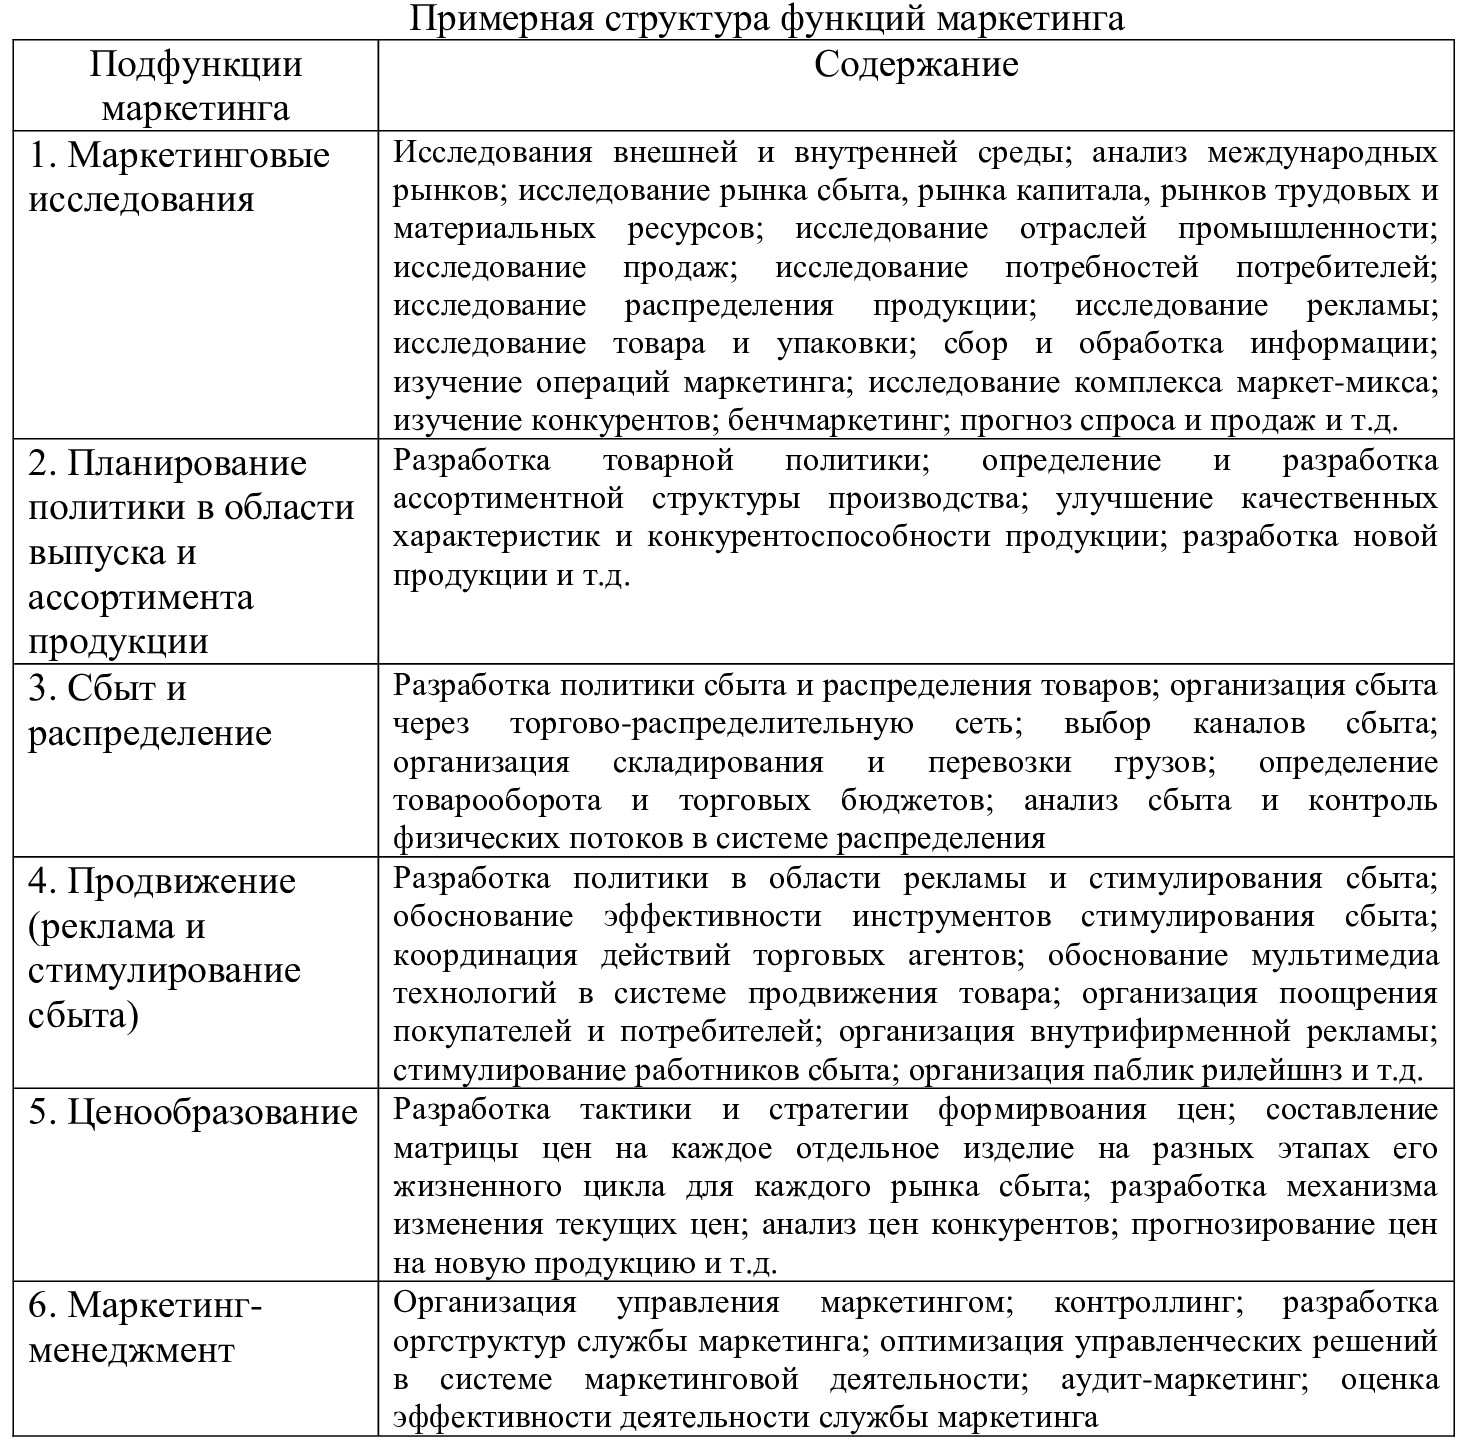 Примерная структура функций маркетинга
Подфункции
маркетинга
Содержание
1. Маркетинговые
исследования
Исследования внешней и внутренней среды; анализ международных
рынков; исследование рынка сбыта, рынка капитала, рынков трудовых и
материальных ресурсов; исследование отраслей промышленности;
исследование продаж; исследование потребностей потребителей;
исследование распределения продукции; исследование рекламы;
исследование товара и упаковки; сбор и обработка информации;
изучение операций маркетинга; исследование комплекса маркет-микса;
изучение конкурентов; бенчмаркетинг; прогноз спроса и продаж и т.д.
2. Планирование
политики в области
выпуска и
ассортимента
продукции
Разработка товарной политики; определение и разработка
ассортиментной структуры производства; улучшение качественных
характеристик и конкурентоспособности продукции; разработка новой
продукции и т.д.
3. Сбыт и
распределение
Разработка политики сбыта и распределения товаров; организация сбыта
через торгово-распределительную сеть; выбор каналов сбыта;
организация складирования и перевозки грузов; определение
товарооборота и торговых бюджетов; анализ сбыта и контроль
физических потоков в системе распределения
4. Продвижение
(реклама и
стимулирование
сбыта)
Разработка политики в области рекламы и стимулирования сбыта;
обоснование эффективности инструментов стимулирования сбыта;
координация действий торговых агентов; обоснование мультимедиа
технологий в системе продвижения товара; организация поощрения
покупателей и потребителей; организация внутрифирменной рекламы;
стимулирование работников сбыта; организация паблик рилейшнз и т.д.
5. Ценообразование
Разработка тактики и стратегии формирвоания цен; составление
матрицы цен на каждое отдельное изделие на разных этапах его
жизненного цикла для каждого рынка сбыта; разработка механизма
изменения текущих цен; анализ цен конкурентов; прогнозирование цен
на новую продукцию и т.д.
6. Маркетинг-
менеджмент
Организация управления маркетингом; контроллинг; разработка
оргструктур службы маркетинга; оптимизация управленческих решений
в системе маркетинговой деятельности; аудит-маркетинг; оценка
эффективности деятельности службы маркетинга